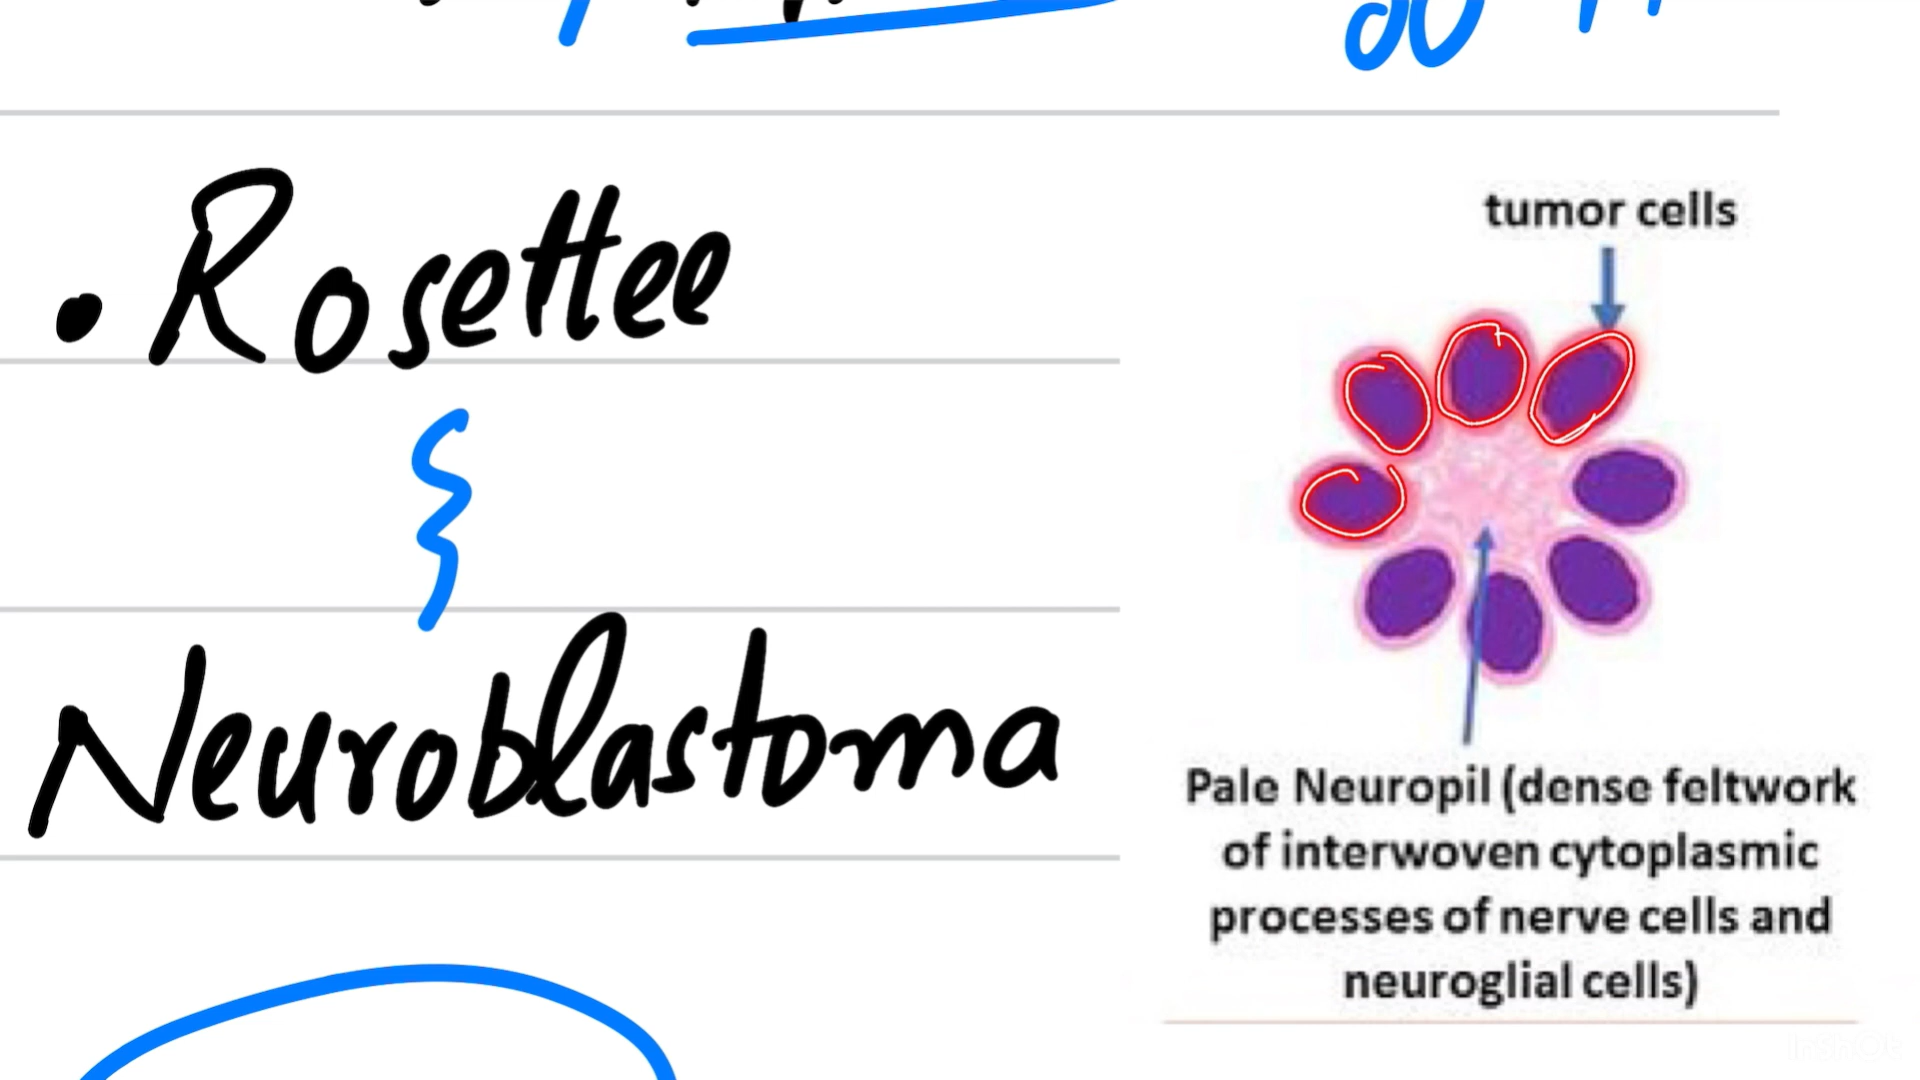 • Rosettee
Neuroblastoma
tumor cells
Pale Neuropil (dense feltwork
of interwoven cytoplasmic
processes of nerve cells and
neuroglial cells)